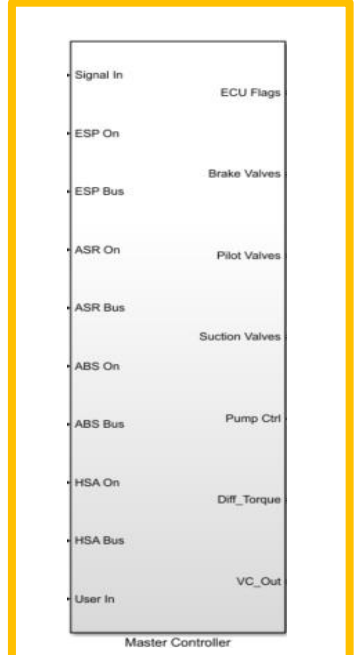 Signal In
ECU Flags
ESP On
Brake Valves
ESP Bus
ASR On
Pilot Valves
ASR Bus
Suction Valves
ABS On
ABS Bus
Pump Ctrl
HSA On
Diff_Torque
HSA Bus
VC_Out
User In
Master Controller